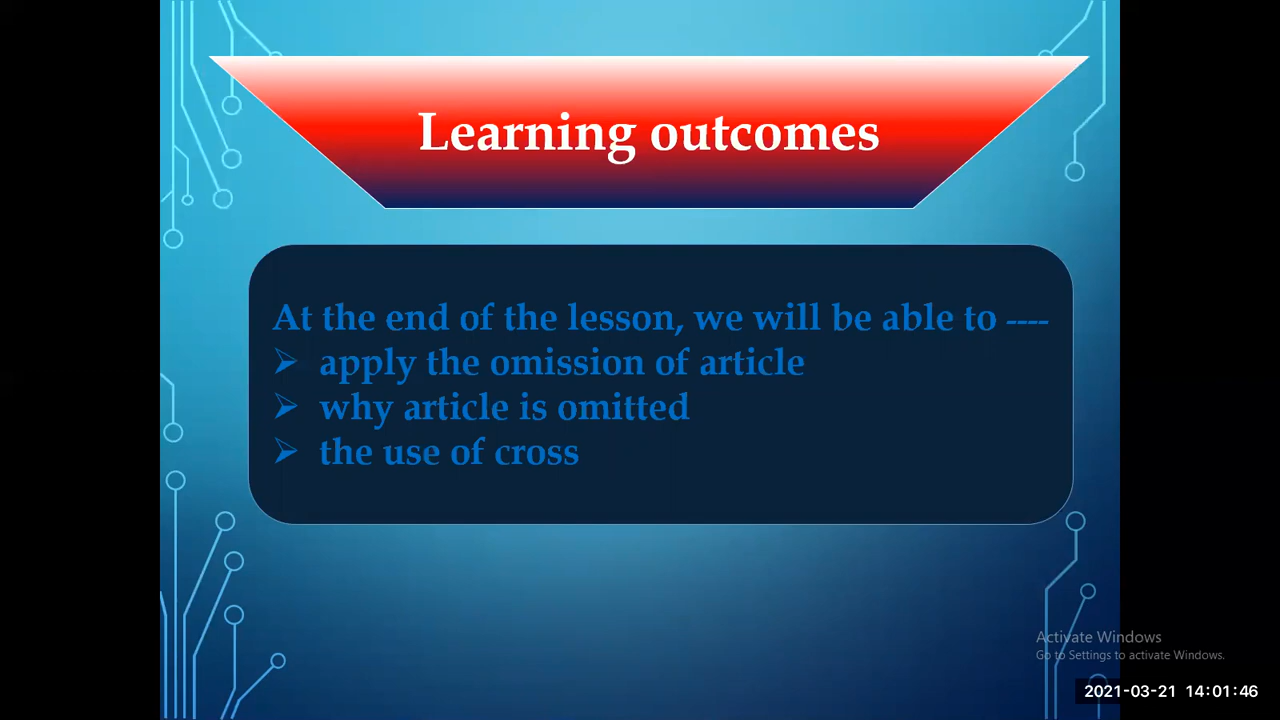 Learning outcomes
At the end of the lesson, we will be able to ----
➢ apply the omission of article
➢ why article is omitted
➢ the use of cross
Activate Windows
Go to Settings to activate Windows.
2021-03-21 14:01:46